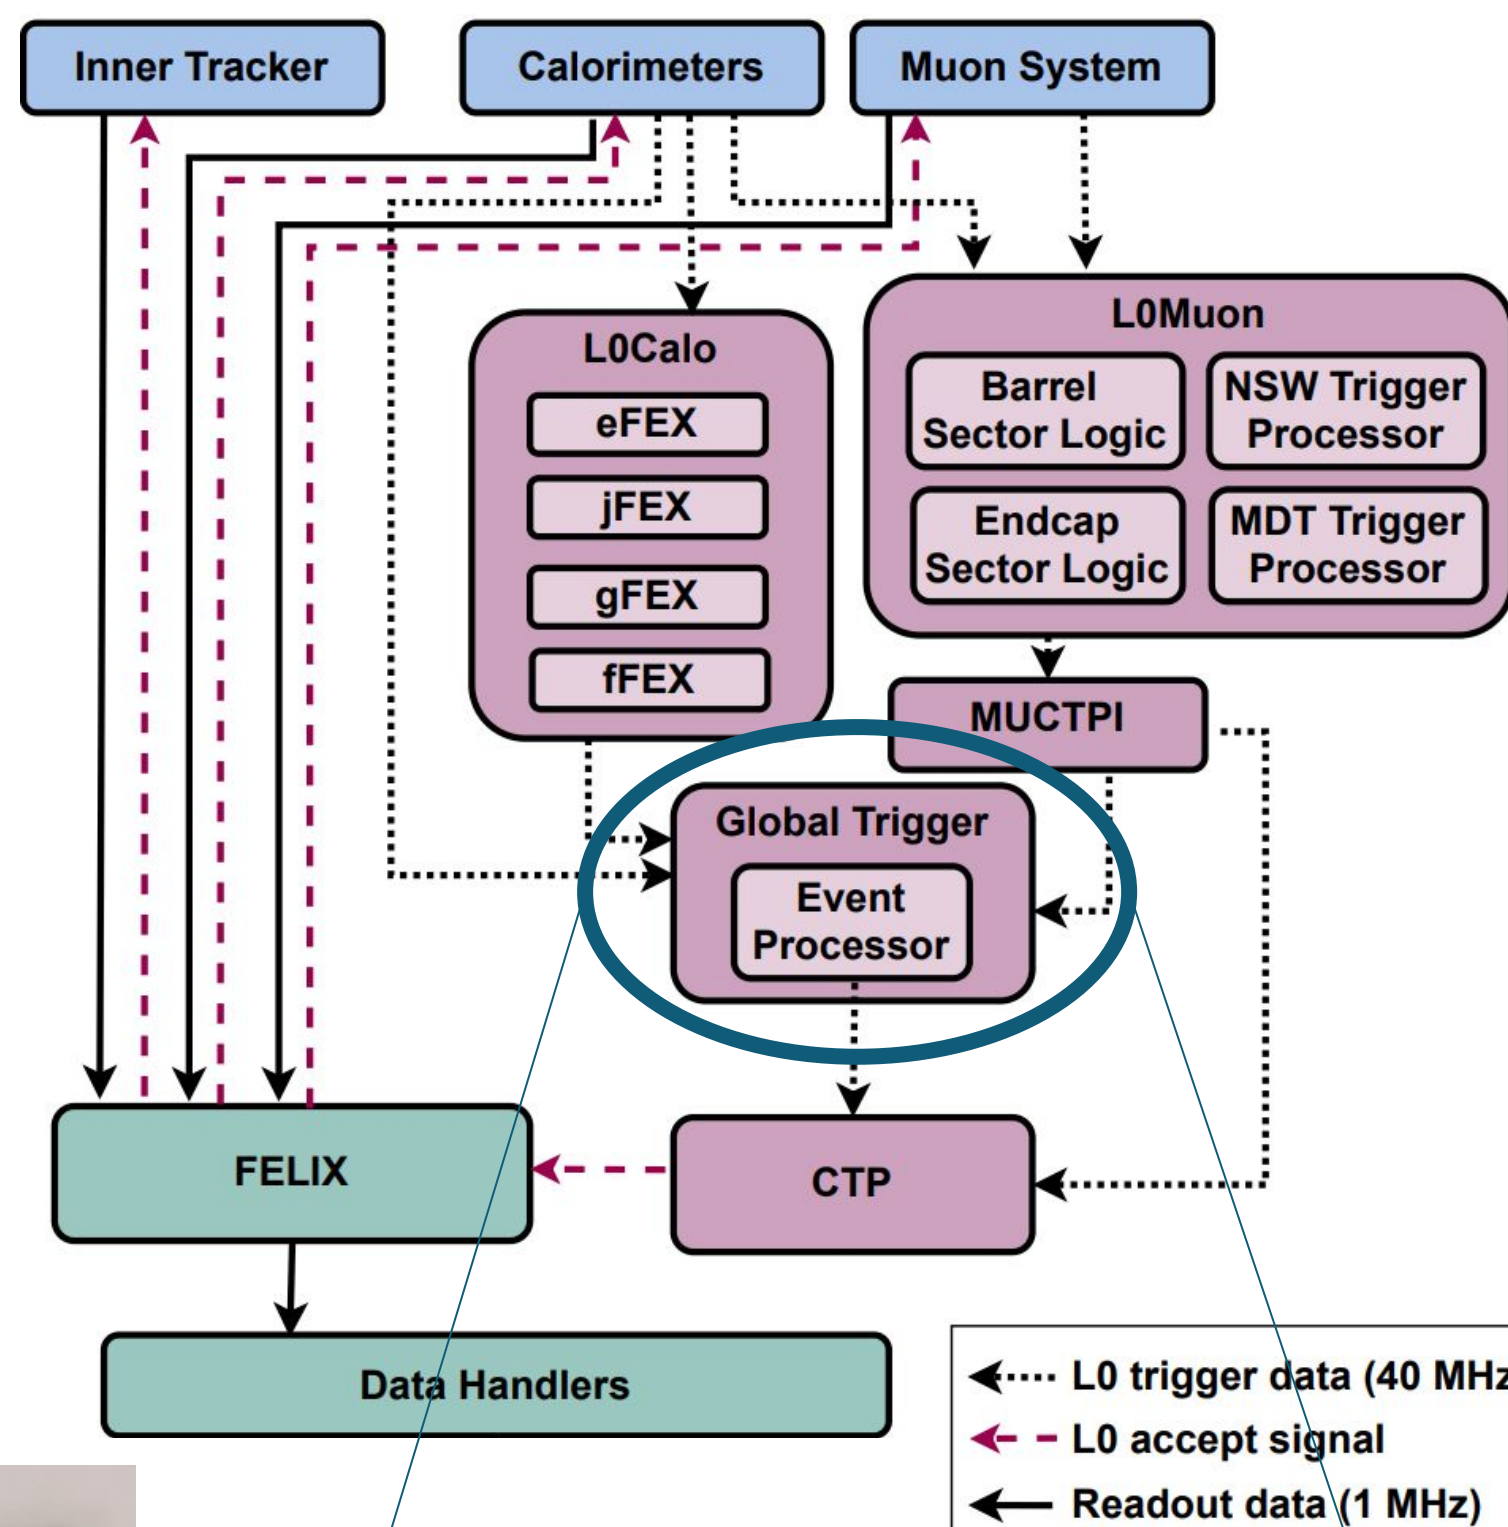 Inner Tracker
Calorimeters
Muon System
L0Calo
eFEX
jFEX
gFEX
fFEX
L0Muon
Barrel
Sector Logic
NSW Trigger
Processor
Endcap
Sector Logic
MDT Trigger
Processor
MUCTPI
Global Trigger
Event
Processor
FELIX
CTP
Data Handlers
L0 trigger data (40 MHz
L0 accept signal
Readout data (1 MHz)